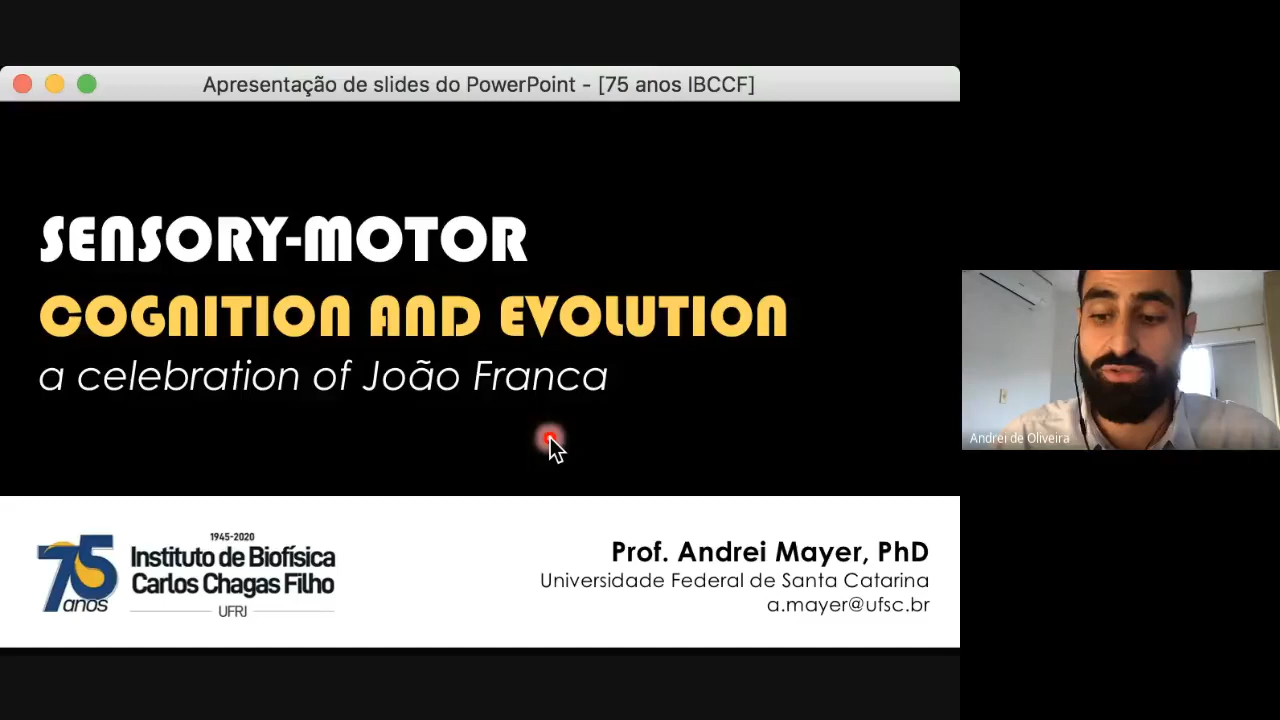 Apresentação de slides do PowerPoint - [75 anos IBCCF]
SENSORY-MOTOR
COGNITION AND EVOLUTION
a celebration of João Franca
Andrei de Oliveira
75
anos
1945-2020
Instituto de Biofísica
Carlos Chagas Filho
UFRJ
Prof. Andrei Mayer, PhD
Universidade Federal de Santa Catarina
a.mayer@ufsc.br